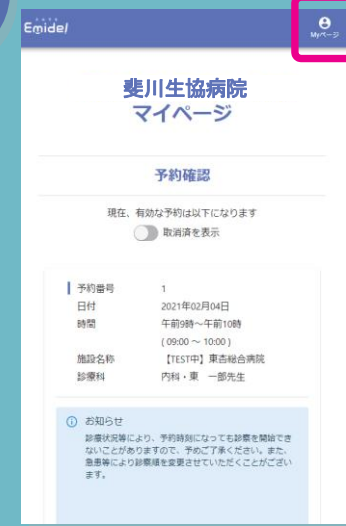 Emidel
Myページ
斐川生協病院
マイページ
予約確認
現在、有効な予約は以下になります
取消済を表示
予約番号 1
日付 2021年02月04日
時間 午前9時~午前10時
( 09:00 ~ 10:00 )
施設名称 【TEST中】東吉総合病院
診療科 内科・東 一郎先生
お知らせ
診療状況等により、予約時刻になっても診察を開始でき
ないことがありますので、予めご了承ください。また、
急患等により診察順を変更させていただくことがござい
ます。